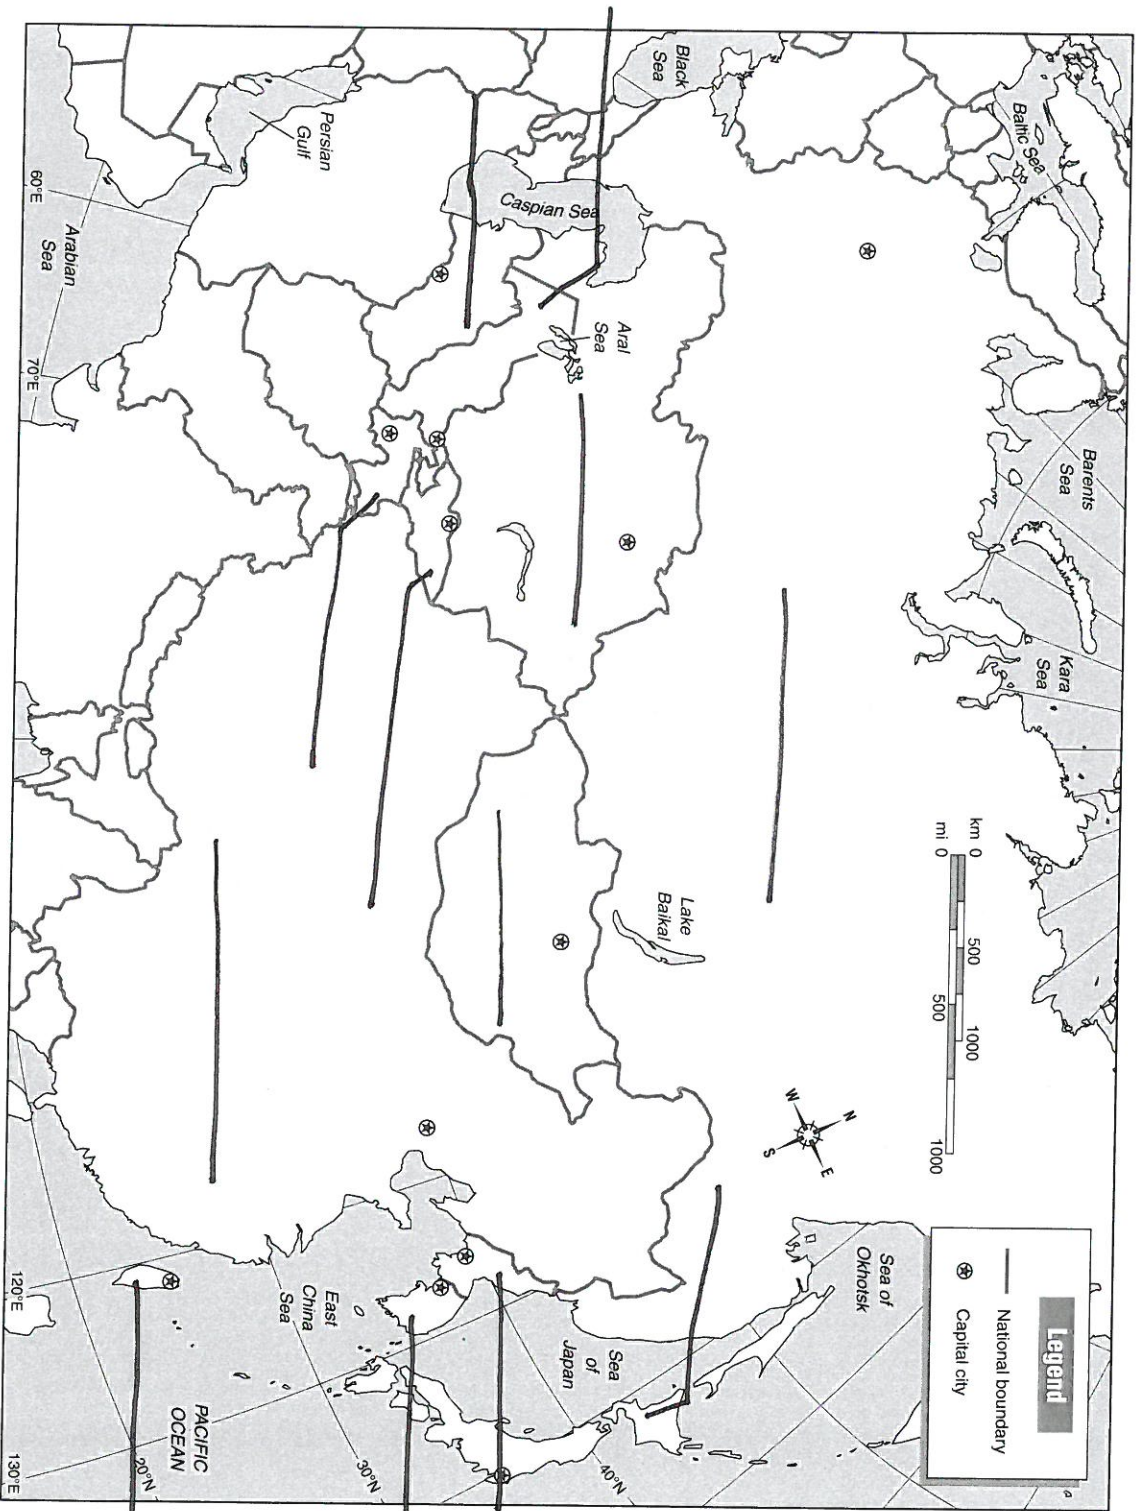 Black
Sea
Baltic Sea
Barents
Sea
Kara
Sea
km 0
500
1000
mi 0
500
1000
N
W
E
S
Legend
National boundary
Capital city
Persian
Gulf
Caspian Sea
Aral
Sea
Lake
Baikal
Sea of
Okhotsk
60°E
Arabian
Sea
70°E
East
China
Sea
Sea
of
Japan
PACIFIC
OCEAN
120°E
20°N
30°N
40°N
130°E